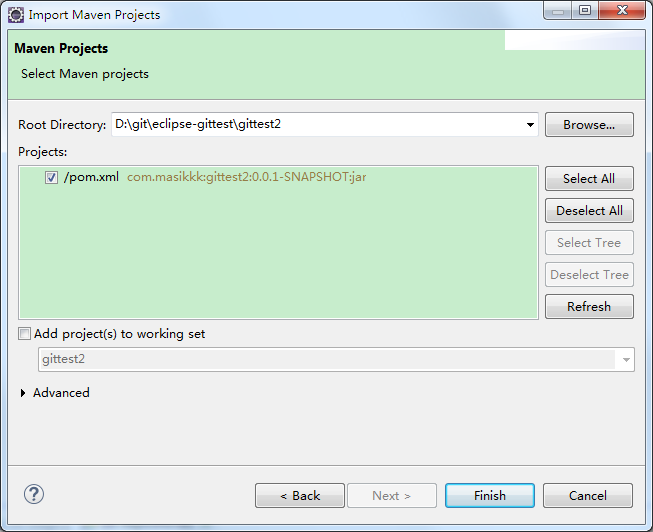 Import Maven Projects
Maven Projects
Select Maven projects
Root Directory: D:\git\eclipse-gittest\gittest2 Browse...
Projects:
/pom.xml com.masikkk:gittest2:0.0.1-SNAPSHOT:jar
Select All
Deselect All
Select Tree
Deselect Tree
Refresh
Add project(s) to working set
gittest2
Advanced
? < Back Next > Finish Cancel